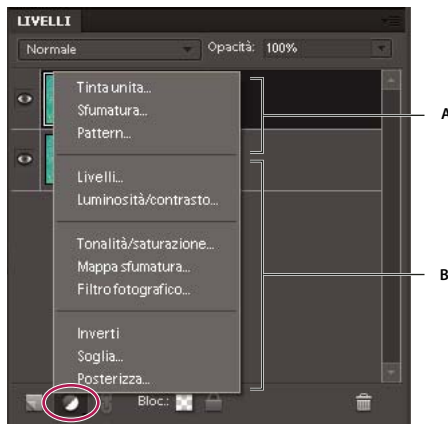 LIVELLI
Normale Opacità: 100%
Tinta unita...
Sfumatura...
Pattern...
A
Livelli...
Luminosità/contrasto...
Tonalità/saturazione...
Mappa sfumatura...
Filtro fotografico...
B
Inverti
Soglia...
Posterizza...
Bloc.: